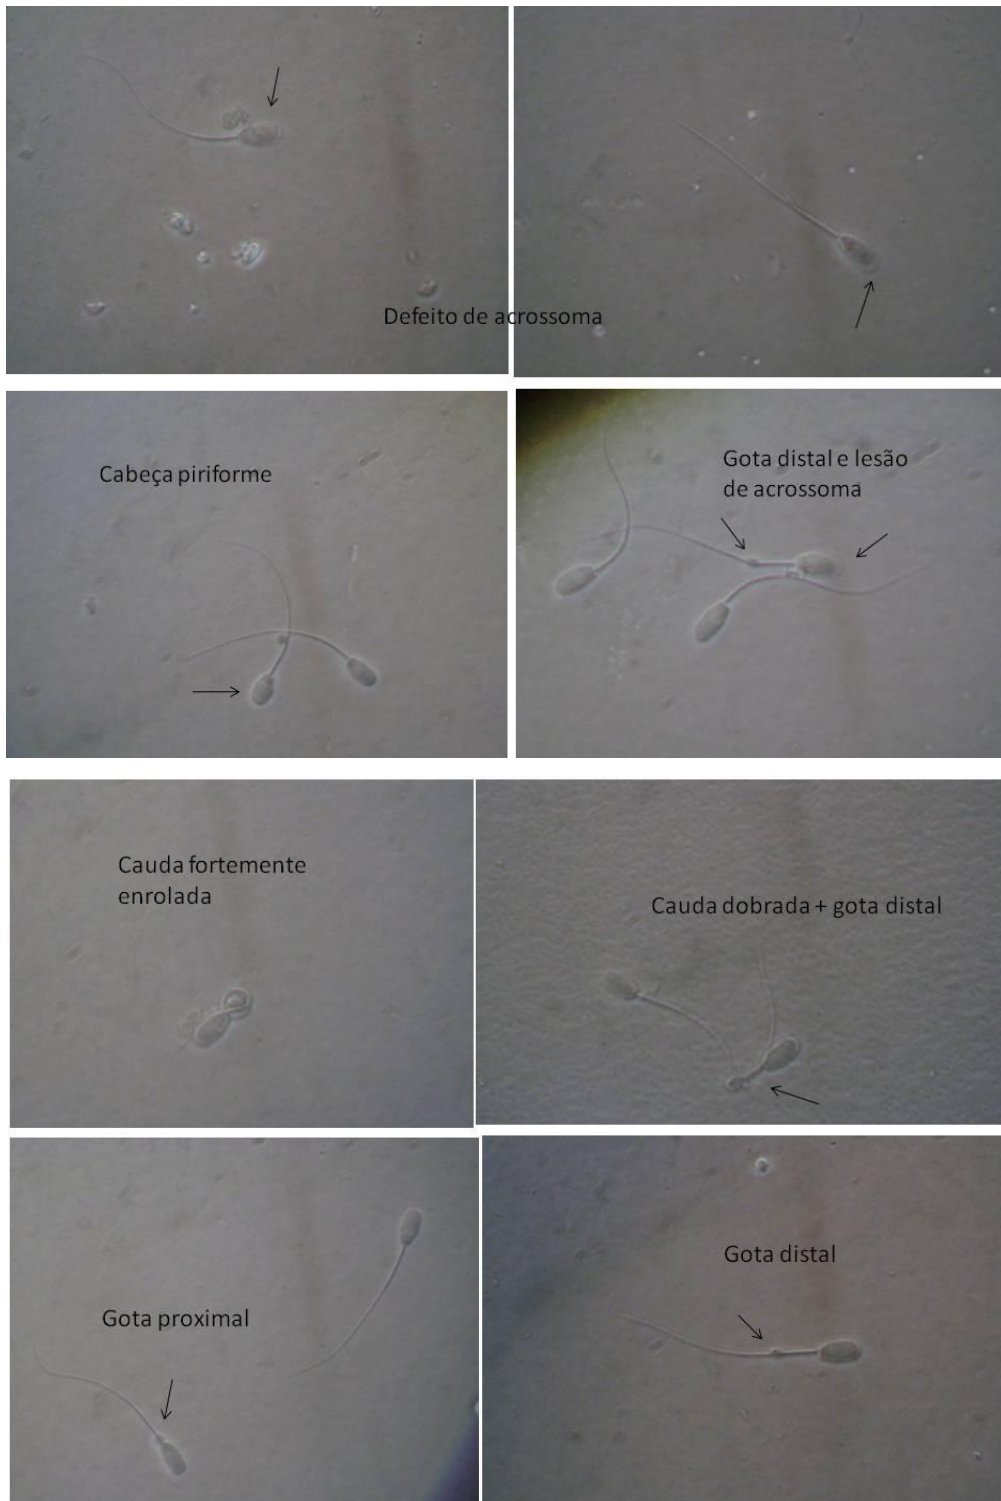 Defeito de acrossoma
Cabeça piriforme
Gota distal e lesão
de acrossoma
Cauda fortemente
enrolada
Cauda dobrada + gota distal
Gota proximal
Gota distal